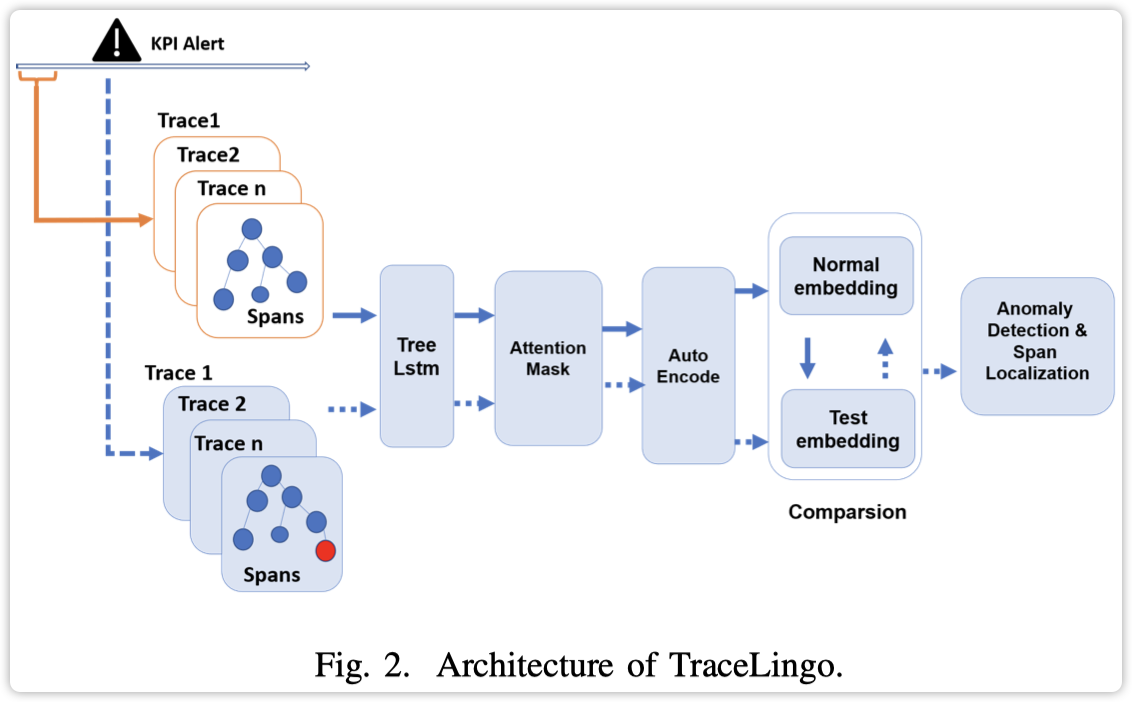 KPI Alert
Trace1
Trace2
Trace n
Spans
Trace 1
Trace 2
Trace n
Spans
Tree
Lstm
Attention
Mask
Auto
Encode
Normal
embedding
Test
embedding
Comparsion
Anomaly
Detection &
Span
Localization
Fig. 2. Architecture of TraceLingo.